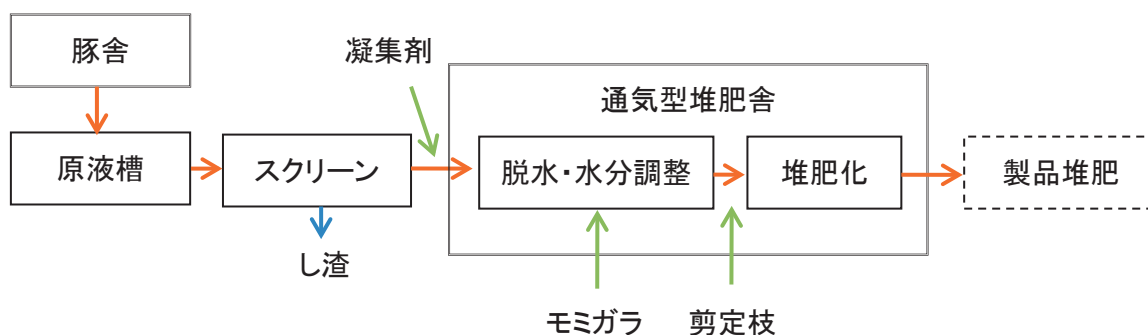 豚舎
凝集剤
通気型堆肥舎
原液槽
スクリーン
脱水・水分調整
堆肥化
製品堆肥
し渣
モミガラ
剪定枝